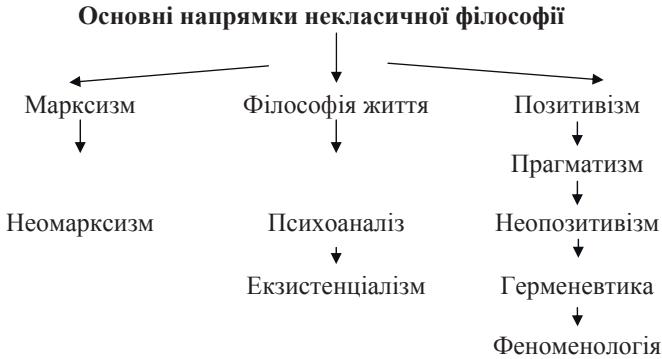 Основні напрямки некласичної філософії
Марксизм Філософія життя Позитивізм
Прагматизм
Неомарксизм Психоаналіз Неопозитивізм
Екзистенціалізм Герменевтика
Феноменологія